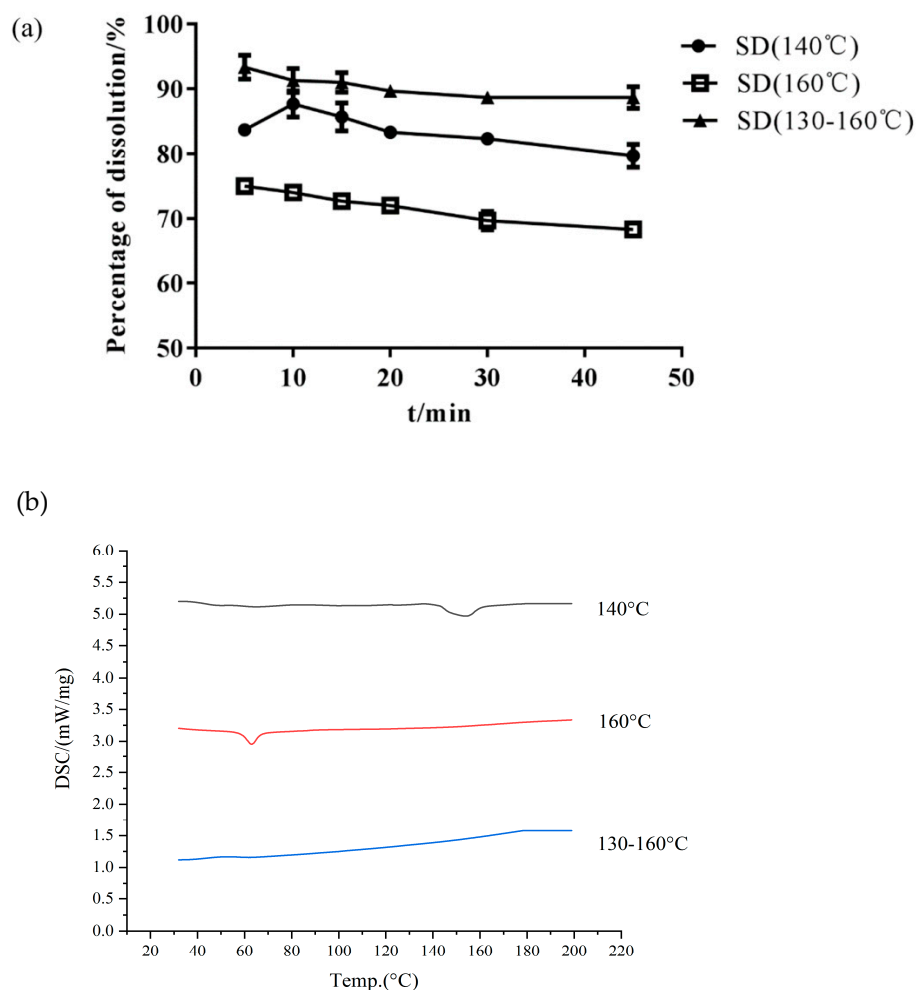 (a)
Percentage of dissolution/%
100
90
80
70
60
50
0 10 20 30 40 50
t/min
SD(140℃)
SD(160℃)
SD(130-160℃)
(b)
DSC/(mW/mg)
6.0
5.5
5.0
4.5
4.0
3.5
3.0
2.5
2.0
1.5
1.0
0.5
0.0
140°C
160°C
130-160°C
20 40 60 80 100 120 140 160 180 200 220
Temp.(°C)